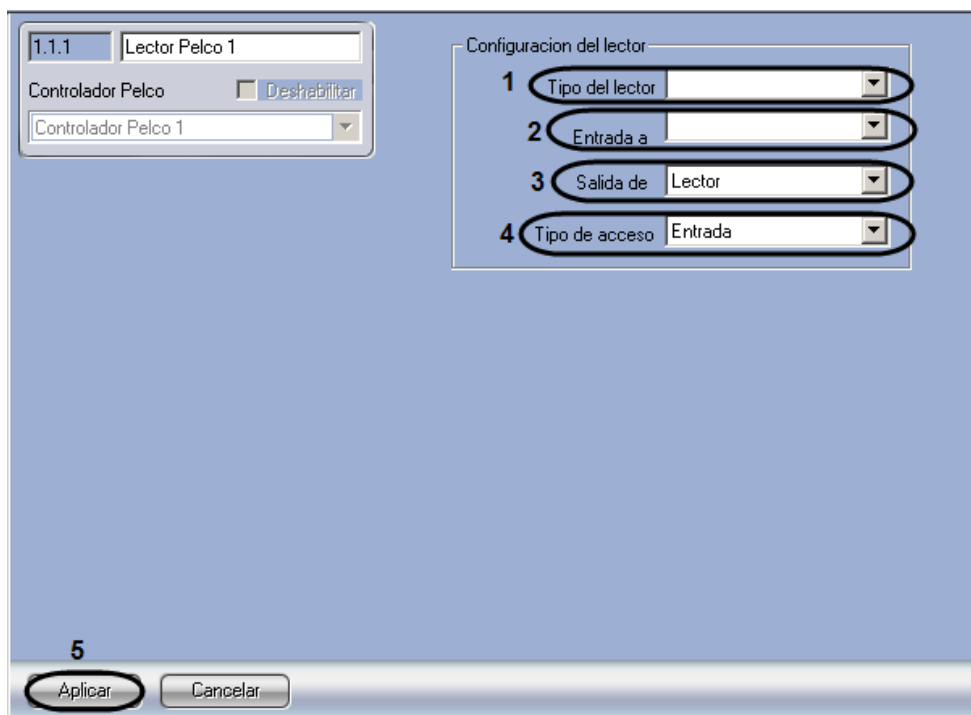 1.1.1 Lector Pelco 1
Controlador Pelco Deshabilitar
Controlador Pelco 1
Configuracion del lector
1 Tipo del lector
2 Entrada a
3 Salida de Lector
4 Tipo de acceso Entrada
5
Aplicar Cancelar